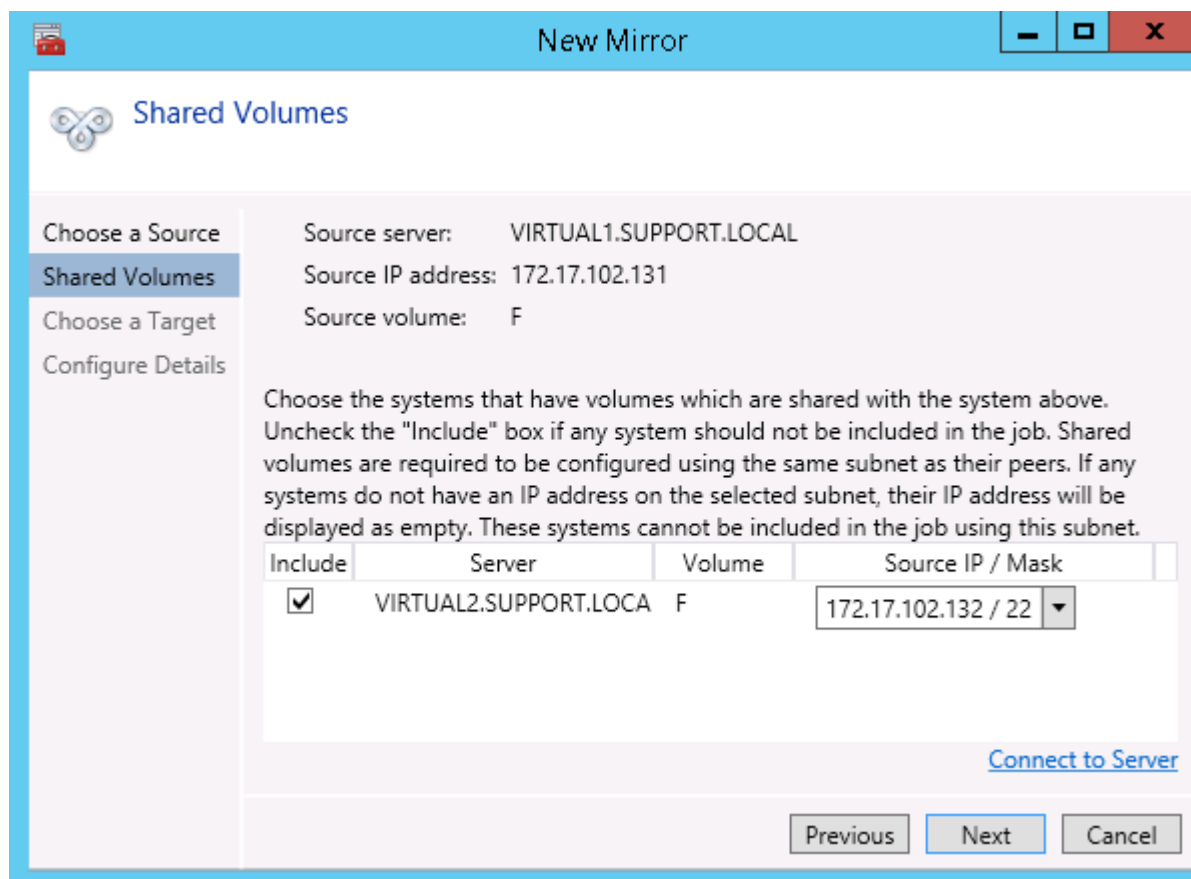 New Mirror
Shared Volumes
Choose a Source
Shared Volumes
Choose a Target
Configure Details
Source server: VIRTUAL1.SUPPORT.LOCAL
Source IP address: 172.17.102.131
Source volume: F
Choose the systems that have volumes which are shared with the system above.
Uncheck the "Include" box if any system should not be included in the job. Shared
volumes are required to be configured using the same subnet as their peers. If any
systems do not have an IP address on the selected subnet, their IP address will be
displayed as empty. These systems cannot be included in the job using this subnet.
Include Server Volume Source IP / Mask
VIRTUAL2.SUPPORT.LOCA F 172.17.102.132 / 22
Connect to Server
Previous Next Cancel